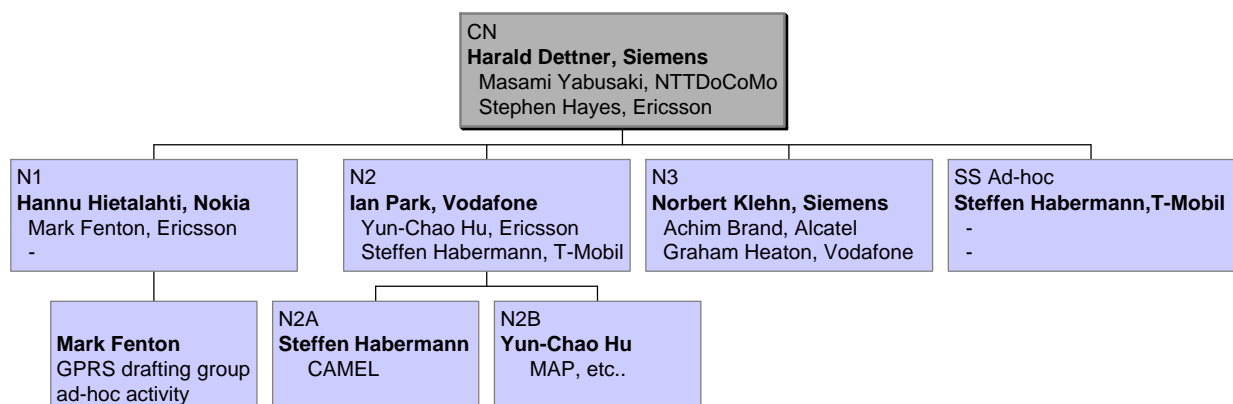 CN
Harald Dettner, Siemens
Masami Yabusaki, NTTDoCoMo
Stephen Hayes, Ericsson
N1
Hannu Hietalahti, Nokia
Mark Fenton, Ericsson
-
N2
Ian Park, Vodafone
Yun-Chao Hu, Ericsson
Steffen Habermann, T-Mobil
N3
Norbert Klehn, Siemens
Achim Brand, Alcatel
Graham Heaton, Vodafone
SS Ad-hoc
Steffen Habermann,T-Mobil
-
-
Mark Fenton
GPRS drafting group
ad-hoc activity
N2A
Steffen Habermann
CAMEL
N2B
Yun-Chao Hu
MAP, etc..